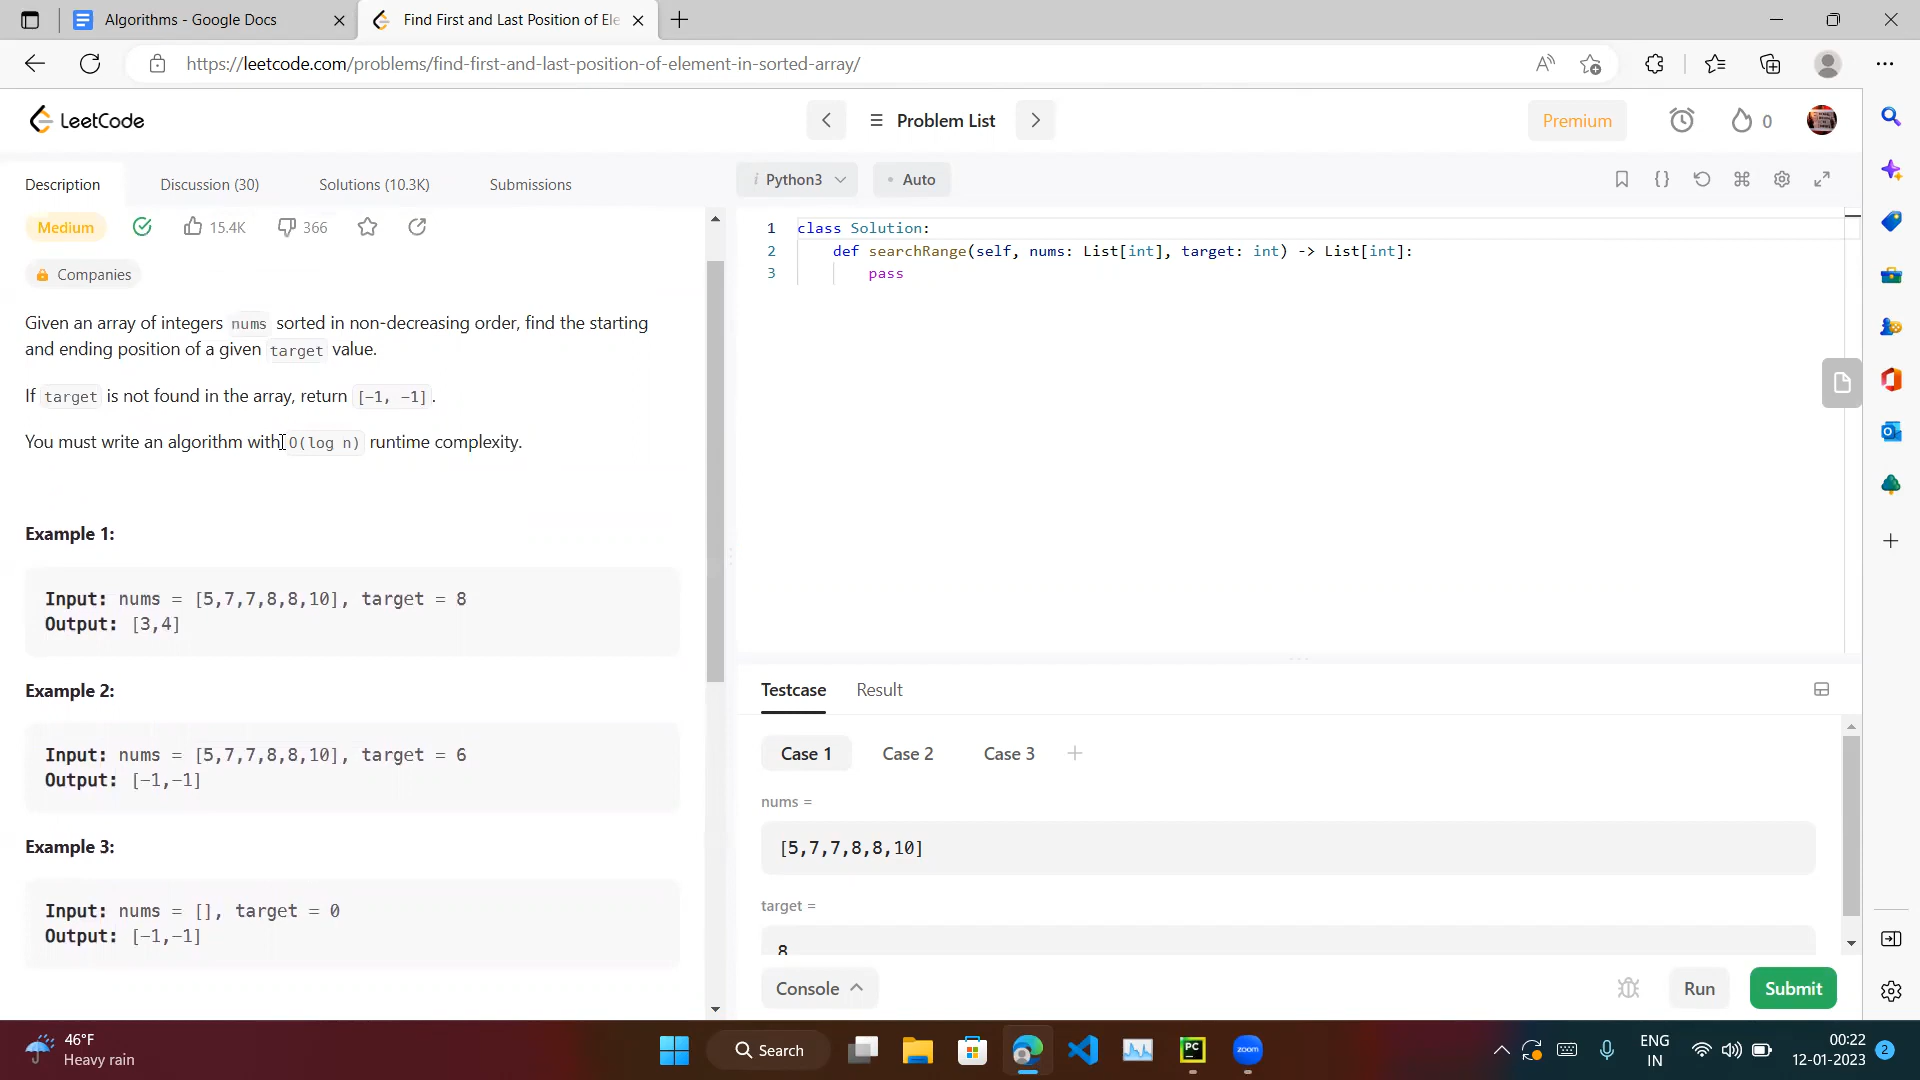 Algorithms - Google Docs
Find First and Last Position of Ele
https://leetcode.com/problems/find-first-and-last-position-of-element-in-sorted-array/
LeetCode
Problem List
Premium
0
Description
Discussion (30)
Solutions (10.3K)
Submissions
Medium
15.4K
366
Companies
Given an array of integers nums sorted in non-decreasing order, find the starting
and ending position of a given target value.
If target is not found in the array, return [-1, -1].
You must write an algorithm with O(log n) runtime complexity.
Example 1:
Input: nums = [5,7,7,8,8,10], target = 8
Output: [3,4]
Example 2:
Input: nums = [5,7,7,8,8,10], target = 6
Output: [-1,-1]
Example 3:
Input: nums = [], target = 0
Output: [-1,-1]
i Python3
• Auto
1 class Solution:
2 def searchRange(self, nums: List[int], target: int) -> List[int]:
3 pass
Testcase
Result
Case 1
Case 2
Case 3
nums =
[5,7,7,8,8,10]
target =
8
Console
Run
Submit
46°F
Heavy rain
Search
PC
zoom
ENG
IN
00:22
12-01-2023
2